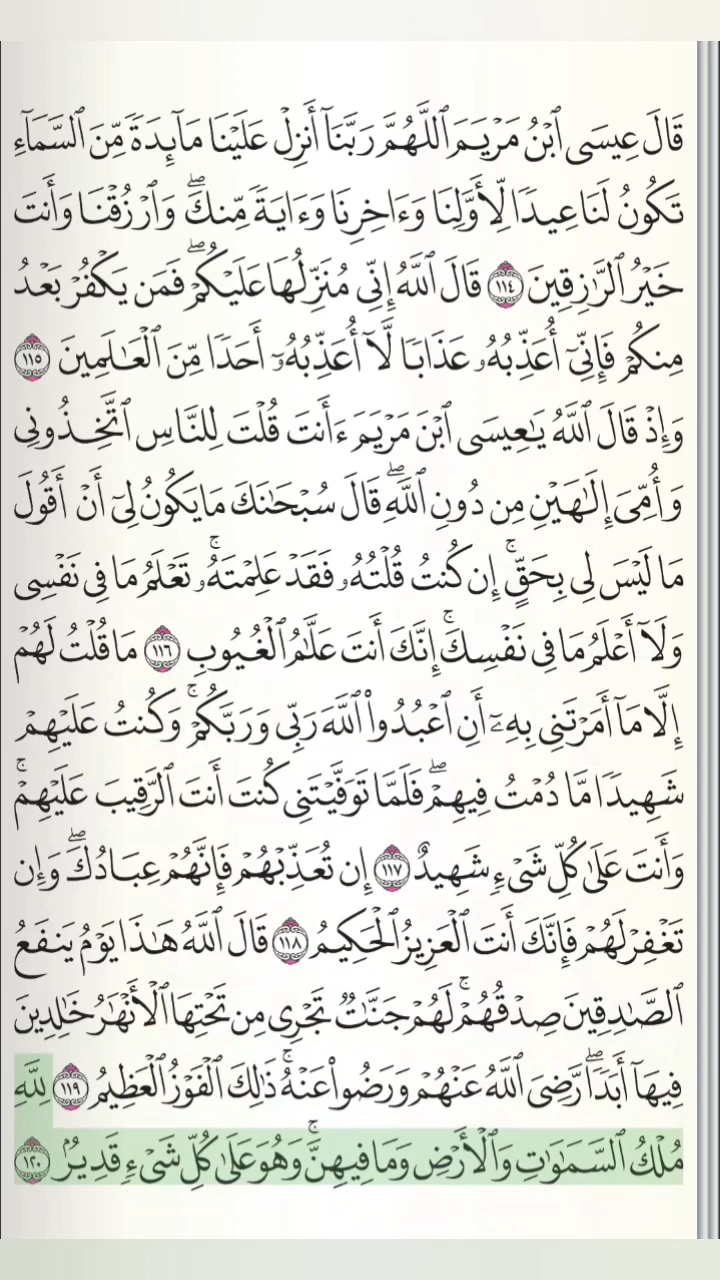 قَالَ عِيسَى ٱبْنُ مَرْيَمَ ٱللَّهُمَّ رَبَّنَآ أَنزِلْ عَلَيْنَا مَآئِدَةً مِّنَ ٱلسَّمَآءِ
تَكُونُ لَنَا عِيدًا لِّأَوَّلِنَا وَءَاخِرِنَا وَءَايَةً مِّنكَۖ وَٱرْزُقْنَا وَأَنتَ
خَيْرُ ٱلرَّٰزِقِينَ ١١٤ قَالَ ٱللَّهُ إِنِّى مُنَزِّلُهَا عَلَيْكُمْۖ فَمَن يَكْفُرْ بَعْدُ
مِنكُمْ فَإِنِّىٓ أُعَذِّبُهُۥ عَذَابًا لَّآ أُعَذِّبُهُۥٓ أَحَدًا مِّنَ ٱلْعَٰلَمِينَ ١١٥
وَإِذْ قَالَ ٱللَّهُ يَٰعِيسَى ٱبْنَ مَرْيَمَ ءَأَنتَ قُلْتَ لِلنَّاسِ ٱتَّخِذُونِى
وَأُمِّىَ إِلَٰهَيْنِ مِن دُونِ ٱللَّهِۖ قَالَ سُبْحَٰنَكَ مَا يَكُونُ لِىٓ أَنْ أَقُولَ
مَا لَيْسَ لِى بِحَقٍّۚ إِن كُنتُ قُلْتُهُۥ فَقَدْ عَلِمْتَهُۥۚ تَعْلَمُ مَا فِى نَفْسِى
وَلَآ أَعْلَمُ مَا فِى نَفْسِكَۚ إِنَّكَ أَنتَ عَلَّٰمُ ٱلْغُيُوبِ ١١٦ مَا قُلْتُ لَهُمْ
إِلَّا مَآ أَمَرْتَنِى بِهِۦٓ أَنِ ٱعْبُدُوا۟ ٱللَّهَ رَبِّى وَرَبَّكُمْۚ وَكُنتُ عَلَيْهِمْ
شَهِيدًا مَّا دُمْتُ فِيهِمْۖ فَلَمَّا تَوَفَّيْتَنِى كُنتَ أَنتَ ٱلرَّقِيبَ عَلَيْهِمْۚ
وَأَنتَ عَلَىٰ كُلِّ شَىْءٍ شَهِيدٌ ١١٧ إِن تُعَذِّبْهُمْ فَإِنَّهُمْ عِبَادُكَۖ وَإِن
تَغْفِرْ لَهُمْ فَإِنَّكَ أَنتَ ٱلْعَزِيزُ ٱلْحَكِيمُ ١١٨ قَالَ ٱللَّهُ هَٰذَا يَوْمُ يَنفَعُ
ٱلصَّٰدِقِينَ صِدْقُهُمْۚ لَهُمْ جَنَّٰتٌ تَجْرِى مِن تَحْتِهَا ٱلْأَنْهَٰرُ خَٰلِدِينَ
فِيهَآ أَبَدًاۖ رَّضِىَ ٱللَّهُ عَنْهُمْ وَرَضُوا۟ عَنْهُۚ ذَٰلِكَ ٱلْفَوْزُ ٱلْعَظِيمُ ١١٩ لِلَّهِ
مُلْكُ ٱلسَّمَٰوَٰتِ وَٱلْأَرْضِ وَمَا فِيهِنَّۚ وَهُوَ عَلَىٰ كُلِّ شَىْءٍ قَدِيرٌۢ ١٢٠